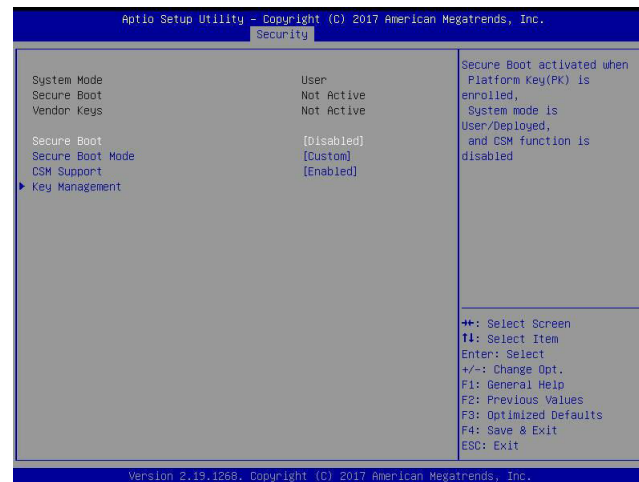 Aptio Setup Utility – Copyright (C) 2017 American Megatrends, Inc.
Security
System Mode User
Secure Boot Not Active
Vendor Keys Not Active
Secure Boot [Disabled]
Secure Boot Mode [Custom]
CSM Support [Enabled]
Key Management
Secure Boot activated when
Platform Key(PK) is
enrolled,
System mode is
User/Deployed,
and CSM function is
disabled
→←: Select Screen
↑↓: Select Item
Enter: Select
+/-: Change Opt.
F1: General Help
F2: Previous Values
F3: Optimized Defaults
F4: Save & Exit
ESC: Exit
Version 2.19.1268. Copyright (C) 2017 American Megatrends, Inc.